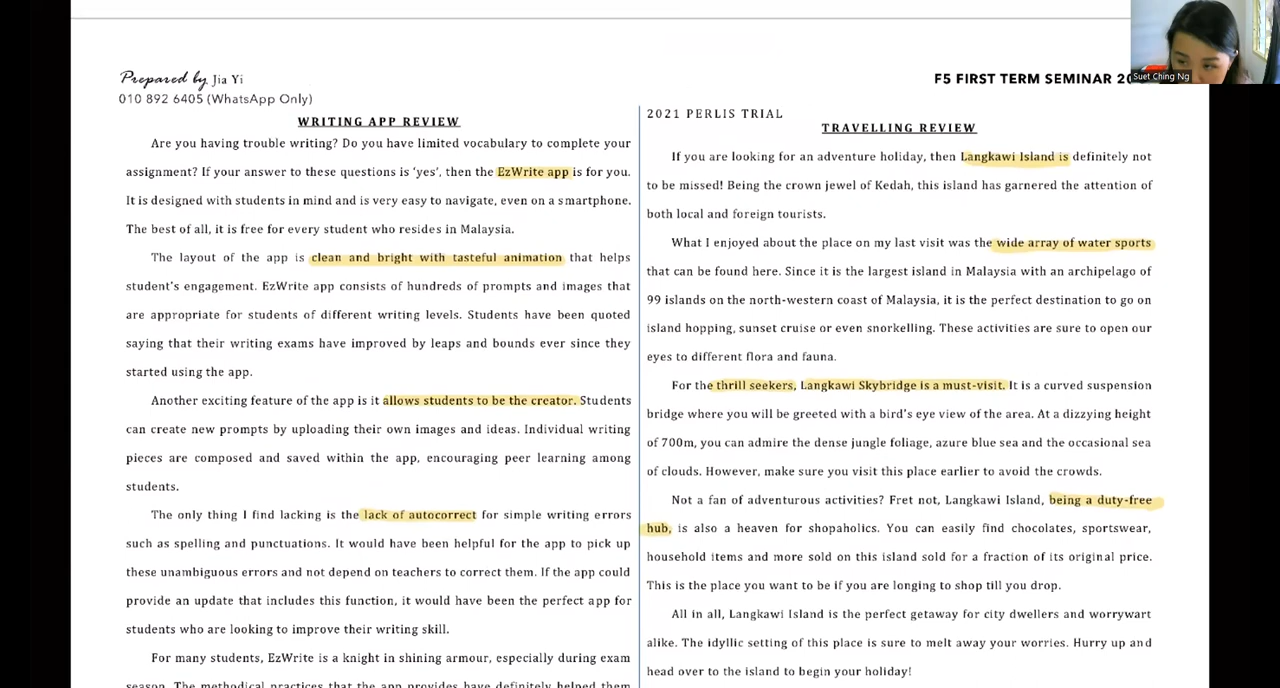 Prepared by Jia Yi
010 892 6405 (WhatsApp Only)
F5 FIRST TERM SEMINAR 20
Suet Ching Ng
WRITING APP REVIEW
Are you having trouble writing? Do you have limited vocabulary to complete your
assignment? If your answer to these questions is 'yes', then the EzWrite app is for you.
It is designed with students in mind and is very easy to navigate, even on a smartphone.
The best of all, it is free for every student who resides in Malaysia.
The layout of the app is clean and bright with tasteful animation that helps
student's engagement. EzWrite app consists of hundreds of prompts and images that
are appropriate for students of different writing levels. Students have been quoted
saying that their writing exams have improved by leaps and bounds ever since they
started using the app.
Another exciting feature of the app is it allows students to be the creator. Students
can create new prompts by uploading their own images and ideas. Individual writing
pieces are composed and saved within the app, encouraging peer learning among
students.
The only thing I find lacking is the lack of autocorrect for simple writing errors
such as spelling and punctuations. It would have been helpful for the app to pick up
these unambiguous errors and not depend on teachers to correct them. If the app could
provide an update that includes this function, it would have been the perfect app for
students who are looking to improve their writing skill.
For many students, EzWrite is a knight in shining armour, especially during exam
season. The methodical practices that the app provides have definitely helped them
2021 PERLIS TRIAL
TRAVELLING REVIEW
If you are looking for an adventure holiday, then Langkawi Island is definitely not
to be missed! Being the crown jewel of Kedah, this island has garnered the attention of
both local and foreign tourists.
What I enjoyed about the place on my last visit was the wide array of water sports
that can be found here. Since it is the largest island in Malaysia with an archipelago of
99 islands on the north-western coast of Malaysia, it is the perfect destination to go on
island hopping, sunset cruise or even snorkelling. These activities are sure to open our
eyes to different flora and fauna.
For the thrill seekers, Langkawi Skybridge is a must-visit. It is a curved suspension
bridge where you will be greeted with a bird's eye view of the area. At a dizzying height
of 700m, you can admire the dense jungle foliage, azure blue sea and the occasional sea
of clouds. However, make sure you visit this place earlier to avoid the crowds.
Not a fan of adventurous activities? Fret not, Langkawi Island, being a duty-free
hub, is also a heaven for shopaholics. You can easily find chocolates, sportswear,
household items and more sold on this island sold for a fraction of its original price.
This is the place you want to be if you are longing to shop till you drop.
All in all, Langkawi Island is the perfect getaway for city dwellers and worrywart
alike. The idyllic setting of this place is sure to melt away your worries. Hurry up and
head over to the island to begin your holiday!